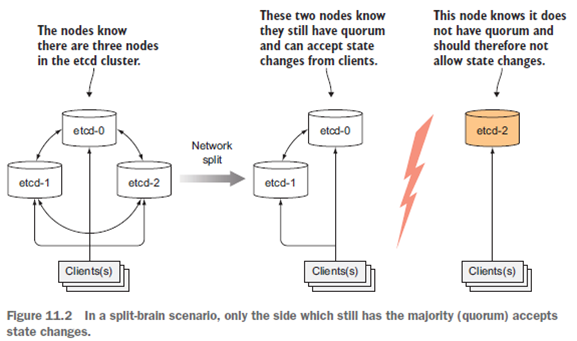 The nodes know
there are three nodes
in the etcd cluster.
These two nodes know
they still have quorum
and can accept state
changes from clients.
This node knows it does
not have quorum and
should therefore not
allow state changes.
etcd-0
etcd-1
etcd-2
Clients(s)
Network
split
etcd-0
etcd-1
Clients(s)
etcd-2
Clients(s)
Figure 11.2 In a split-brain scenario, only the side which still has the majority (quorum) accepts
state changes.